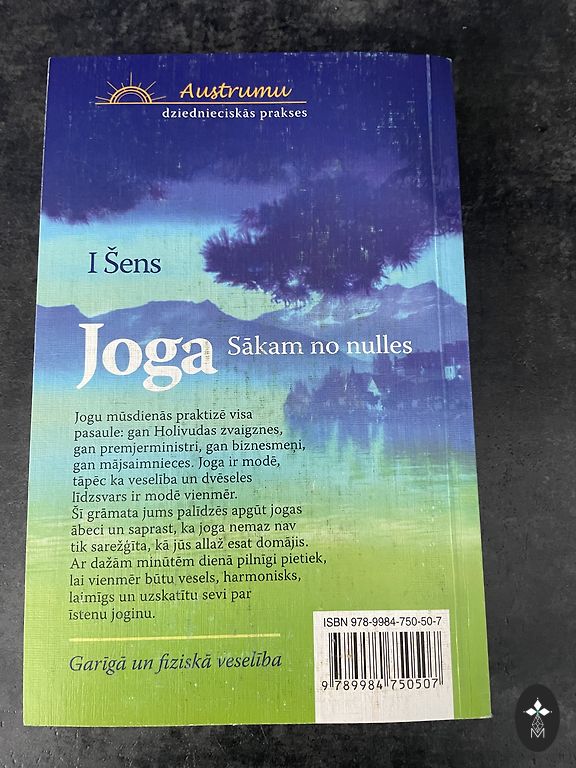 Austrumu
dziednieciskās prakses
I Šens
Joga Sākam no nulles
Jogu mūsdienās praktizē visa
pasaule: gan Holivudas zvaigznes,
gan premjerministri, gan biznesmeņi,
gan mājsaimnieces. Joga ir modē,
tāpēc ka veselība un dvēseles
līdzsvars ir modē vienmēr.
Šī grāmata jums palīdzēs apgūt jogas
ābeci un saprast, ka joga nemaz nav
tik sarežģīta, kā jūs allaž esat domājis.
Ar dažām minūtēm dienā pilnīgi pietiek,
lai vienmēr būtu vesels, harmonisks,
laimīgs un uzskatītu sevi par
īstenu joginu.
Garīgā un fiziskā veselība
ISBN 978-9984-750-50-7
9 789984 750507
M